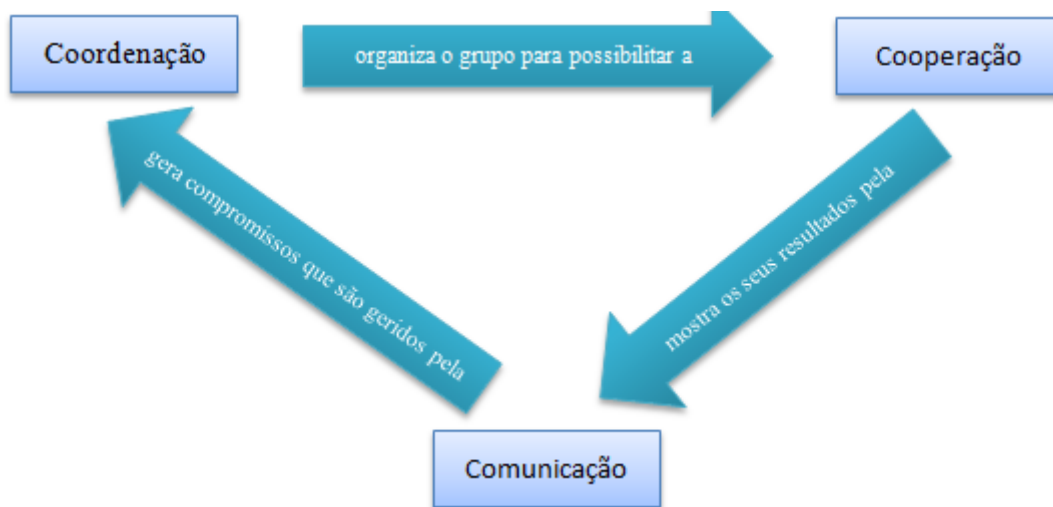 Coordenação
organiza o grupo para possibilitar a
Cooperação
mostra os seus resultados pela
Comunicação
gera compromissos que são geridos pela